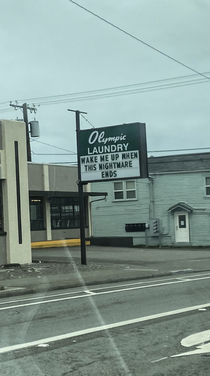 Olympic
LAUNDRY
WAKE ME UP WHEN
THIS NIGHTMARE
ENDS